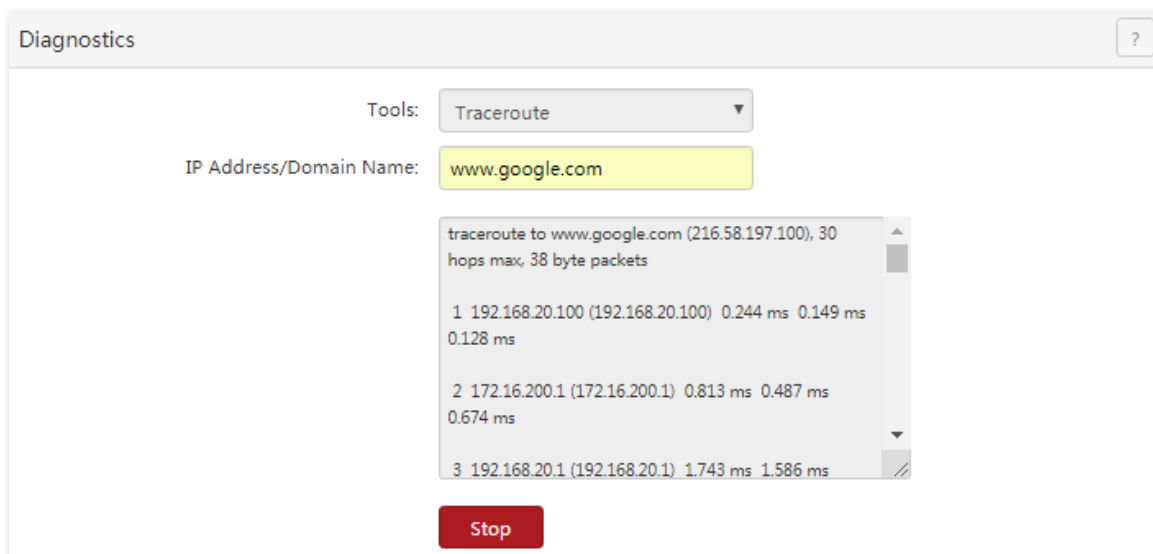 Diagnostics
?
Tools:
Traceroute
IP Address/Domain Name:
www.google.com
traceroute to www.google.com (216.58.197.100), 30
hops max, 38 byte packets
1 192.168.20.100 (192.168.20.100) 0.244 ms 0.149 ms
0.128 ms
2 172.16.200.1 (172.16.200.1) 0.813 ms 0.487 ms
0.674 ms
3 192.168.20.1 (192.168.20.1) 1.743 ms 1.586 ms
Stop